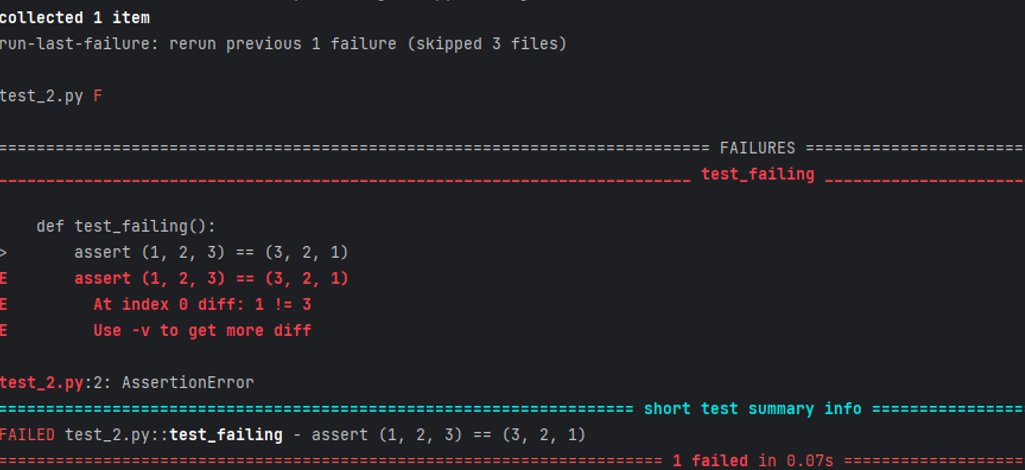 collected 1 item
run-last-failure: rerun previous 1 failure (skipped 3 files)
test_2.py F
=========================================================================== FAILURES =======================
_________________________________________________________________________ test_failing _____________________
def test_failing():
> assert (1, 2, 3) == (3, 2, 1)
E assert (1, 2, 3) == (3, 2, 1)
E At index 0 diff: 1 != 3
E Use -v to get more diff
test_2.py:2: AssertionError
=================================================================== short test summary info ================
FAILED test_2.py::test_failing - assert (1, 2, 3) == (3, 2, 1)
====================================================================== 1 failed in 0.07s ===================